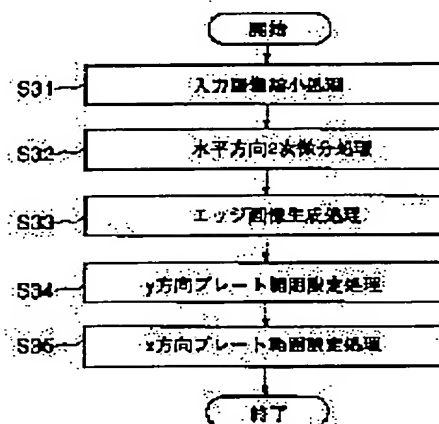 開始
S31 入力画像縮小処理
S32 水平方向2次微分処理
S33 エッジ画像生成処理
S34 y方向プレート範囲限定処理
S35 x方向プレート範囲限定処理
終了